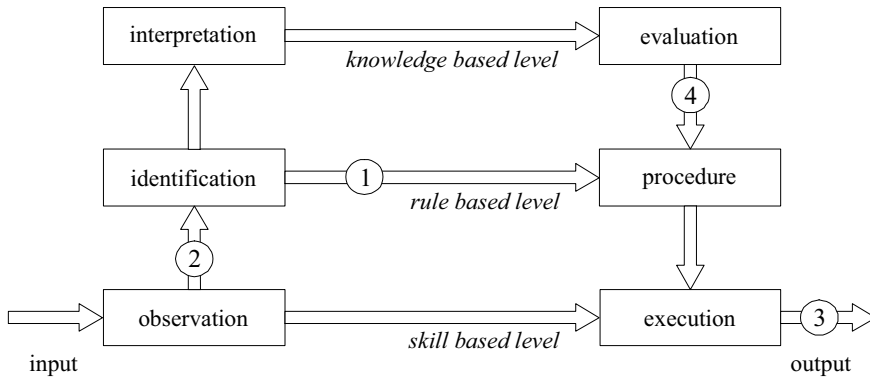 interpretation
evaluation
knowledge based level
4
identification
1
procedure
rule based level
2
observation
execution
3
skill based level
input
output